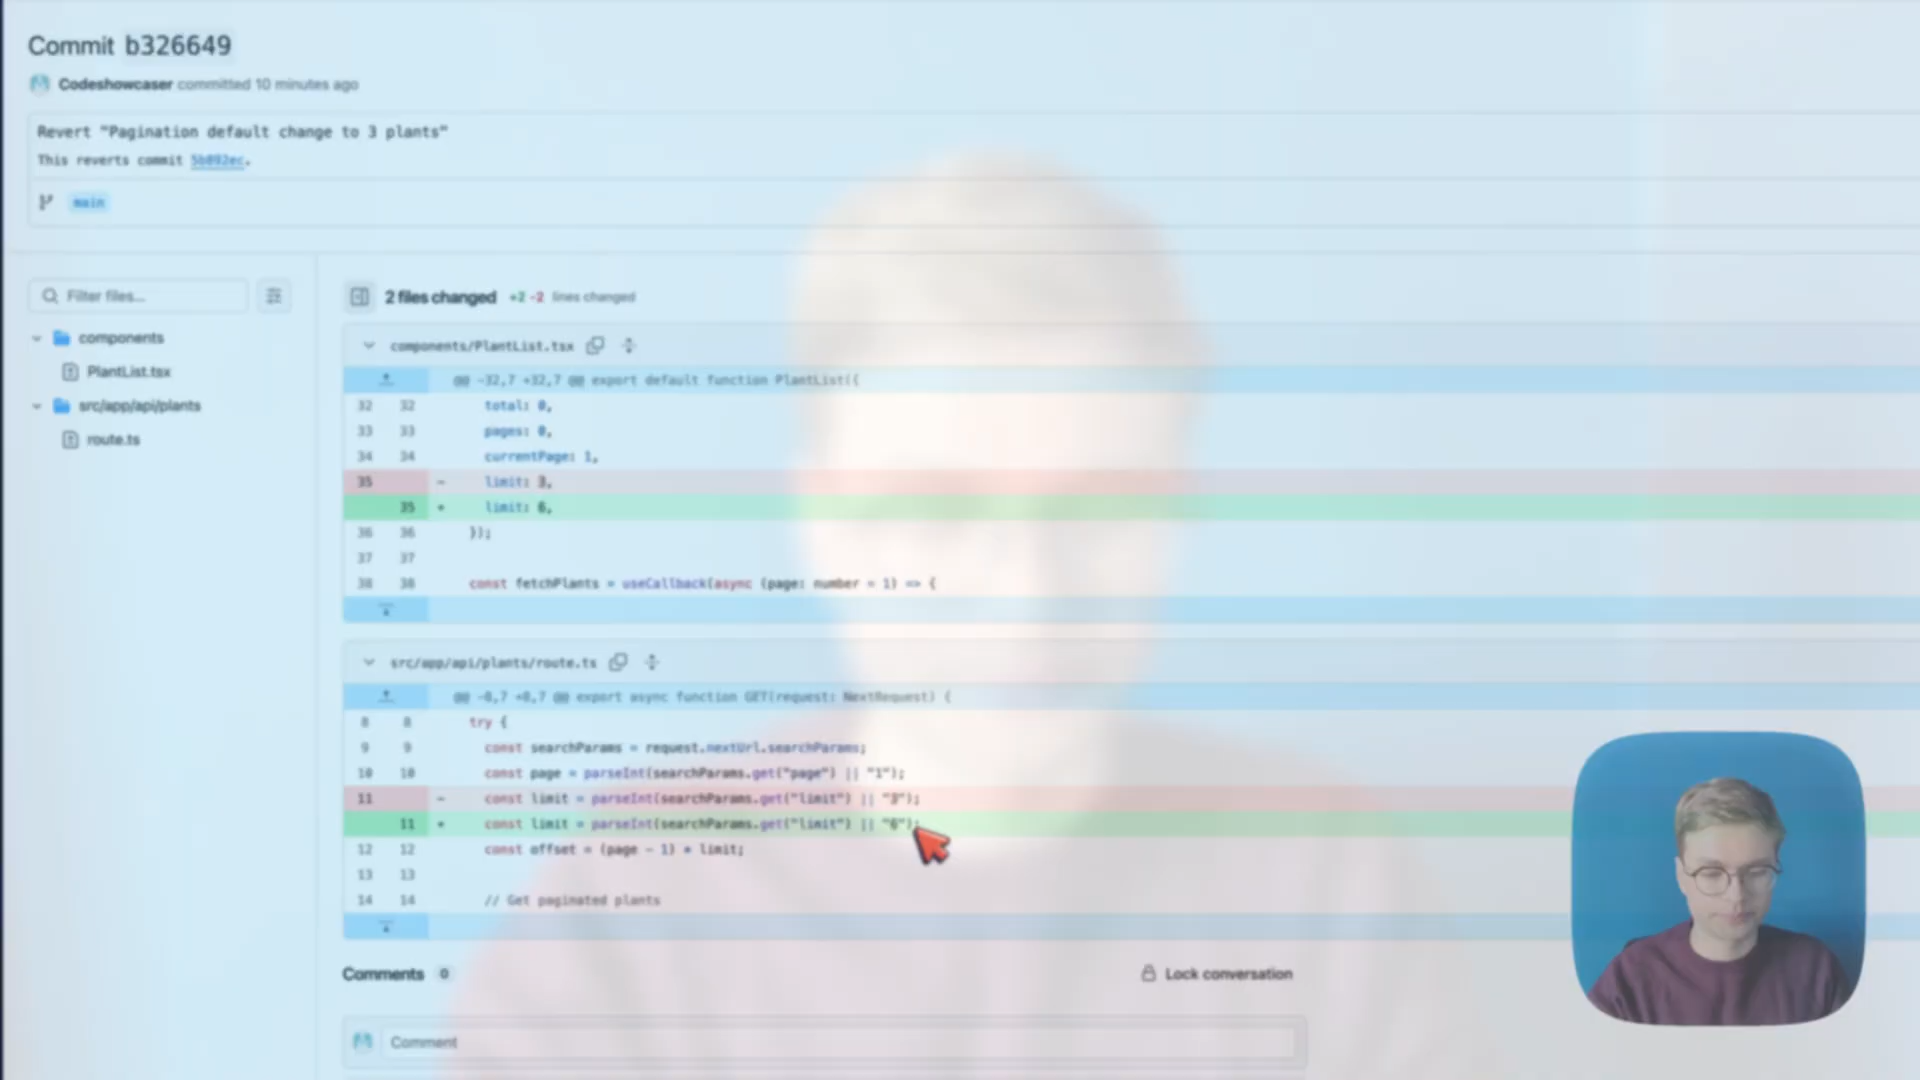 Commit b326649
Codeshowcaser committed 10 minutes ago
Revert "Pagination default change to 3 plants"
This reverts commit 5b892ec.
main
Filter files...
components
PlantList.tsx
src/app/api/plants
route.ts
2 files changed +2 -2 lines changed
components/PlantList.tsx
@@ -32,7 +32,7 @@ export default function PlantList({
32 32 total: 0,
33 33 pages: 0,
34 34 currentPage: 1,
35 - limit: 3,
35 + limit: 6,
36 36 });
37 37
38 38 const fetchPlants = useCallback(async (page: number = 1) => {
src/app/api/plants/route.ts
@@ -8,7 +8,7 @@ export async function GET(request: NextRequest) {
8 8 try {
9 9 const searchParams = request.nextUrl.searchParams;
10 10 const page = parseInt(searchParams.get("page") || "1");
11 - const limit = parseInt(searchParams.get("limit") || "3");
11 + const limit = parseInt(searchParams.get("limit") || "6");
12 12 const offset = (page - 1) * limit;
13 13
14 14 // Get paginated plants
Comments 0
Lock conversation
Comment